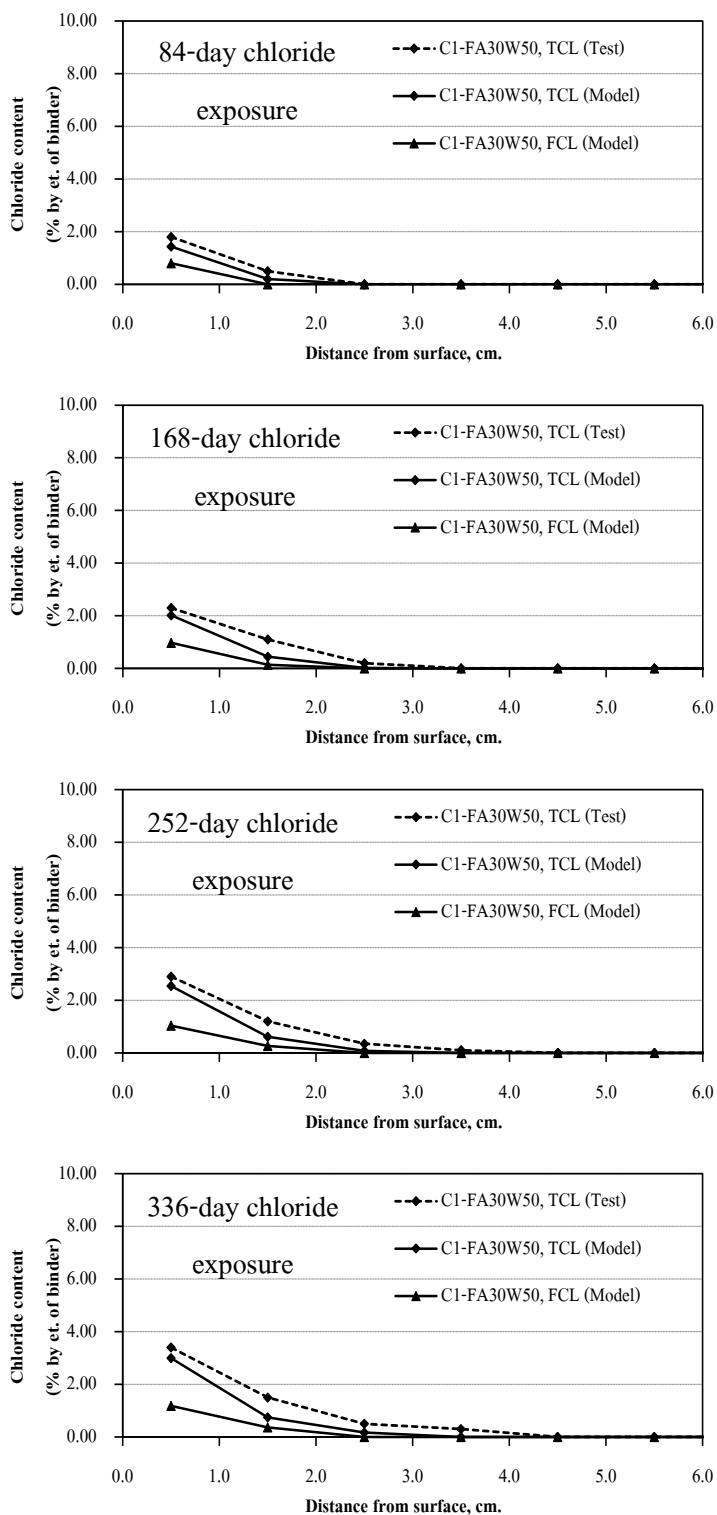 10.00
8.00
6.00
4.00
2.00
0.00
Chloride content
(% by et. of binder)
84-day chloride
exposure
C1-FA30W50, TCL (Test)
C1-FA30W50, TCL (Model)
C1-FA30W50, FCL (Model)
0.0 1.0 2.0 3.0 4.0 5.0 6.0
Distance from surface, cm.
10.00
8.00
6.00
4.00
2.00
0.00
Chloride content
(% by et. of binder)
168-day chloride
exposure
C1-FA30W50, TCL (Test)
C1-FA30W50, TCL (Model)
C1-FA30W50, FCL (Model)
0.0 1.0 2.0 3.0 4.0 5.0 6.0
Distance from surface, cm.
10.00
8.00
6.00
4.00
2.00
0.00
Chloride content
(% by et. of binder)
252-day chloride
exposure
C1-FA30W50, TCL (Test)
C1-FA30W50, TCL (Model)
C1-FA30W50, FCL (Model)
0.0 1.0 2.0 3.0 4.0 5.0 6.0
Distance from surface, cm.
10.00
8.00
6.00
4.00
2.00
0.00
Chloride content
(% by et. of binder)
336-day chloride
exposure
C1-FA30W50, TCL (Test)
C1-FA30W50, TCL (Model)
C1-FA30W50, FCL (Model)
0.0 1.0 2.0 3.0 4.0 5.0 6.0
Distance from surface, cm.